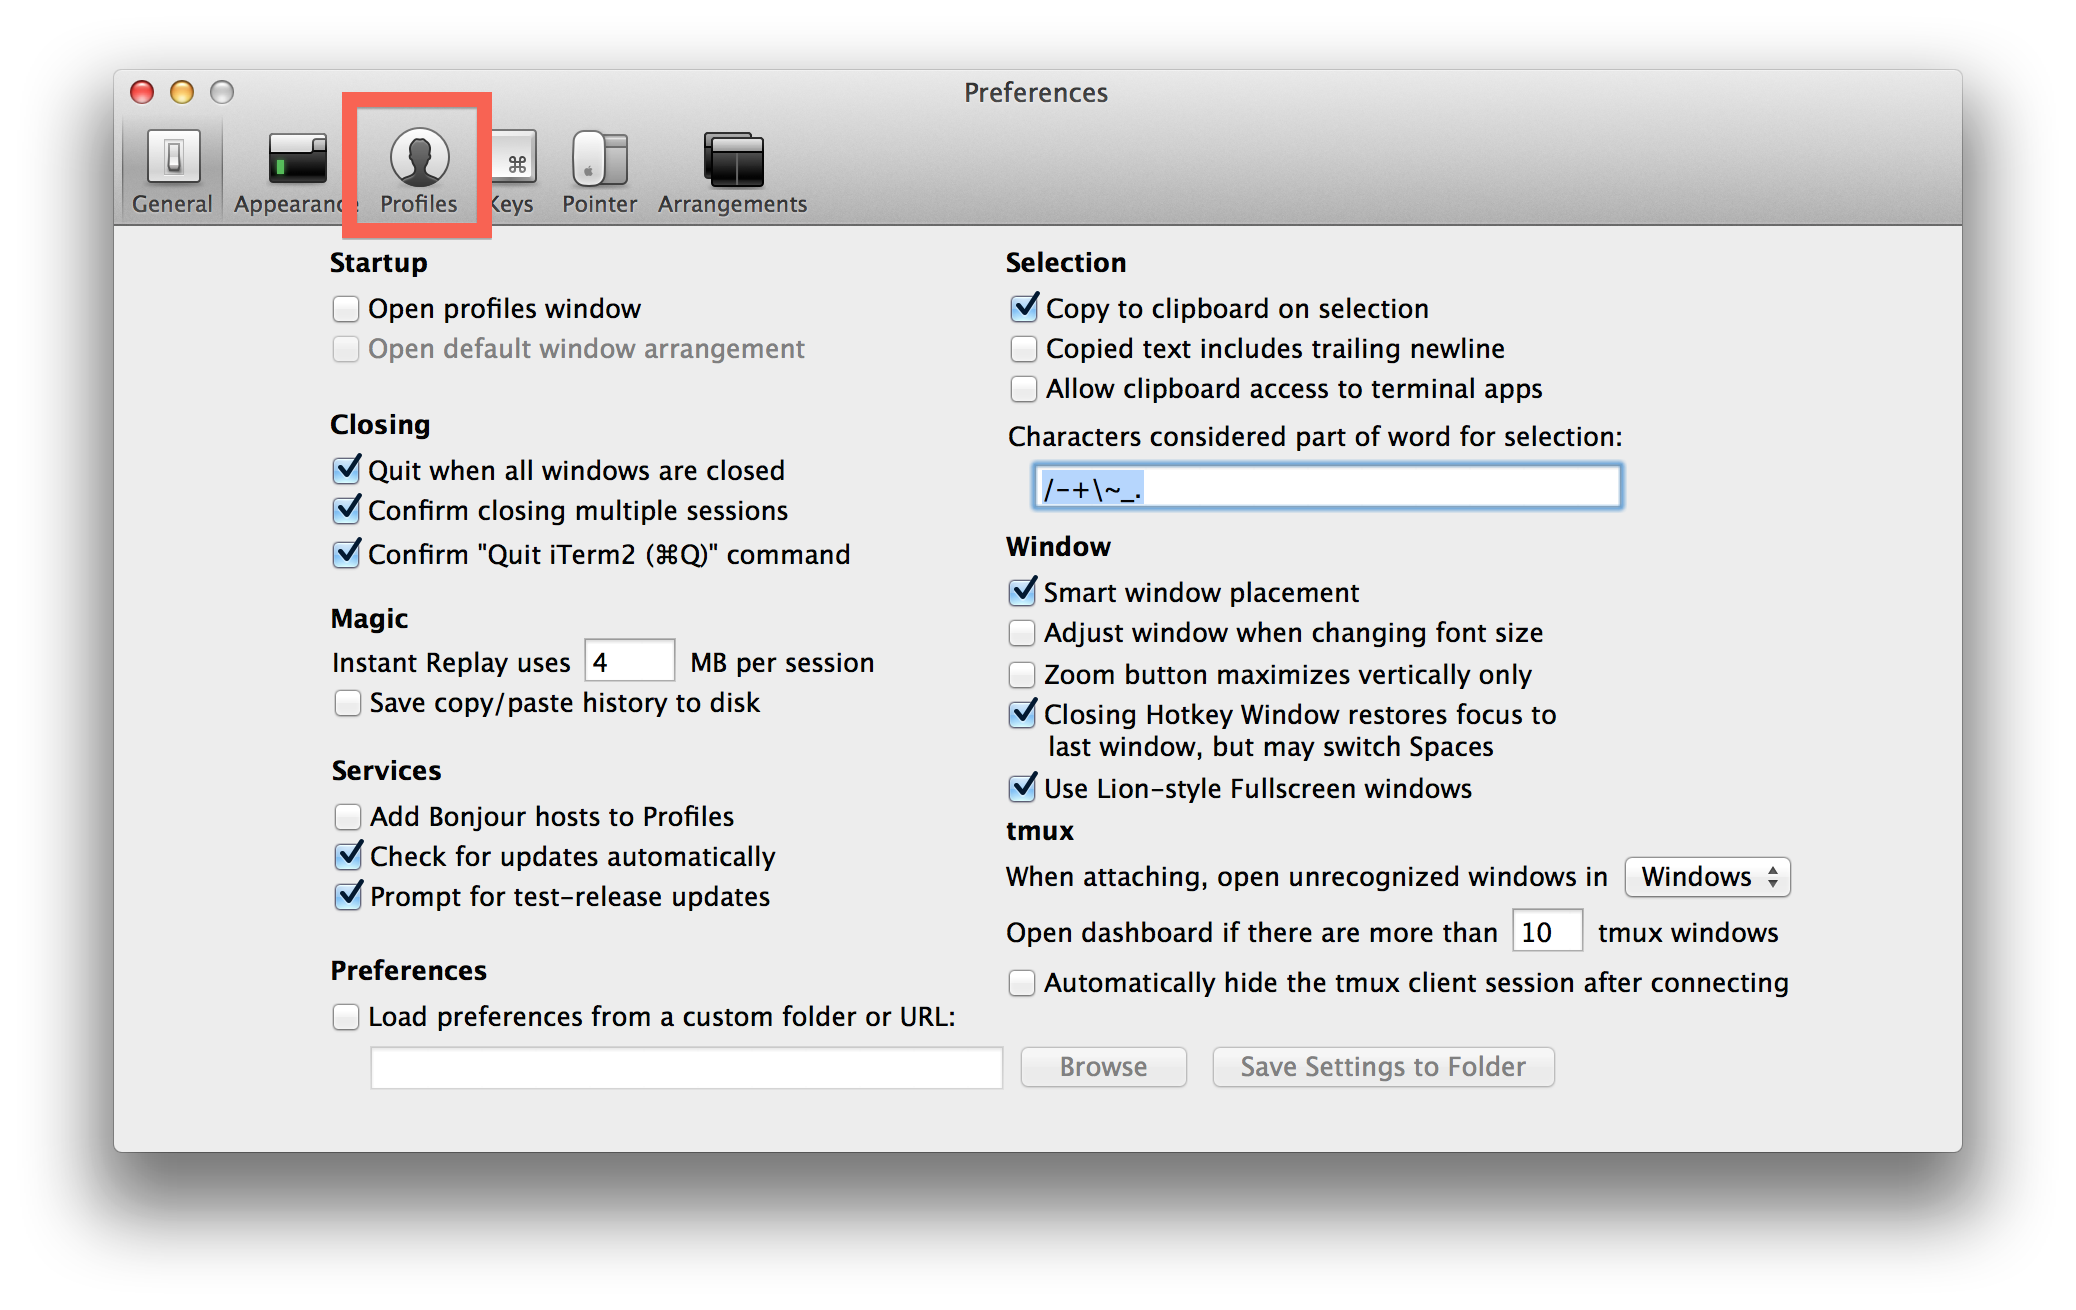 Preferences
General
Appearance
Profiles
Keys
Pointer
Arrangements
Startup
Open profiles window
Open default window arrangement
Closing
Quit when all windows are closed
Confirm closing multiple sessions
Confirm "Quit iTerm2 (⌘Q)" command
Magic
Instant Replay uses 4 MB per session
Save copy/paste history to disk
Services
Add Bonjour hosts to Profiles
Check for updates automatically
Prompt for test-release updates
Preferences
Load preferences from a custom folder or URL:
Browse
Save Settings to Folder
Selection
Copy to clipboard on selection
Copied text includes trailing newline
Allow clipboard access to terminal apps
Characters considered part of word for selection:
/-+\~_.
Window
Smart window placement
Adjust window when changing font size
Zoom button maximizes vertically only
Closing Hotkey Window restores focus to
last window, but may switch Spaces
Use Lion-style Fullscreen windows
tmux
When attaching, open unrecognized windows in Windows
Open dashboard if there are more than 10 tmux windows
Automatically hide the tmux client session after connecting